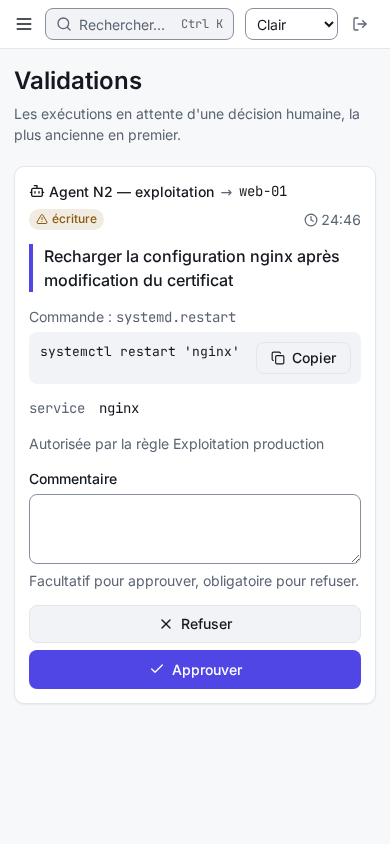 Rechercher... Ctrl K Clair
Validations
Les exécutions en attente d'une décision humaine, la
plus ancienne en premier.
Agent N2 — exploitation → web-01
écriture 24:46
Recharger la configuration nginx après
modification du certificat
Commande : systemd.restart
systemctl restart 'nginx' Copier
service nginx
Autorisée par la règle Exploitation production
Commentaire
Facultatif pour approuver, obligatoire pour refuser.
Refuser
Approuver